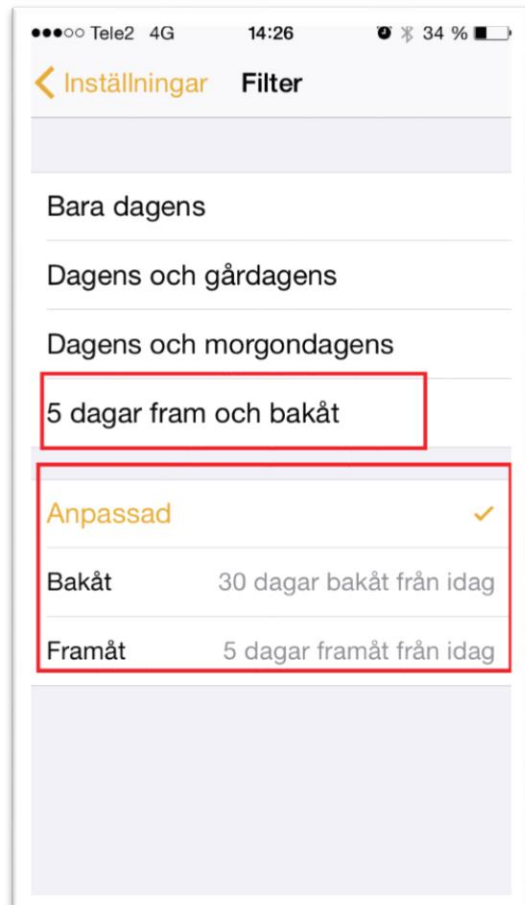 Tele2 4G 14:26 34 %
Inställningar Filter
Bara dagens
Dagens och gårdagens
Dagens och morgondagens
5 dagar fram och bakåt
Anpassad
Bakåt 30 dagar bakåt från idag
Framåt 5 dagar framåt från idag